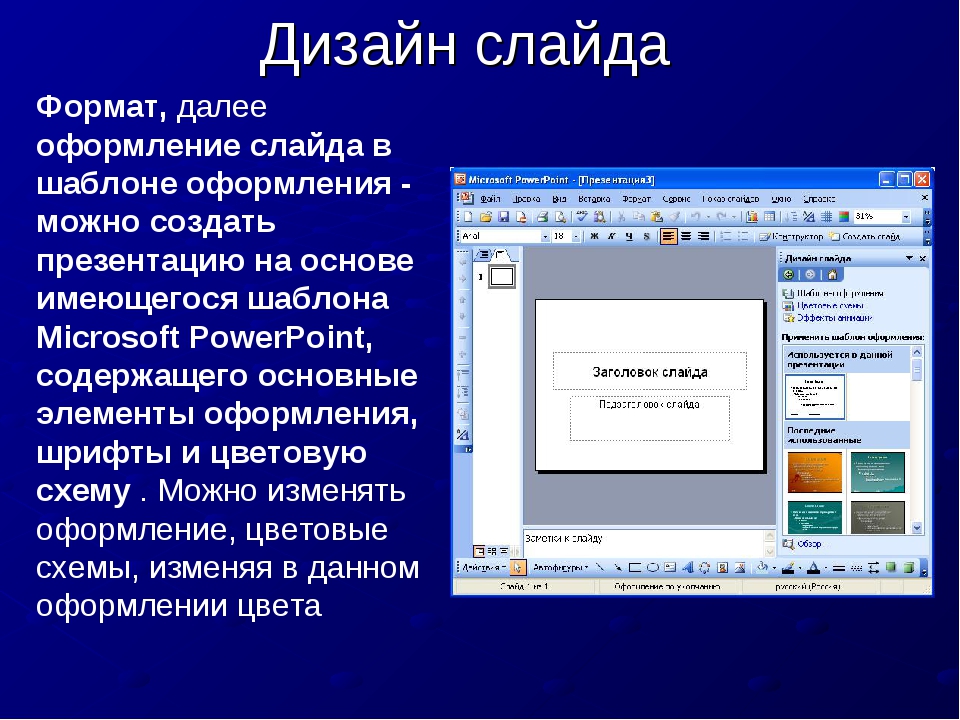 Дизайн слайда
Формат, далее
оформление слайда в
шаблоне оформления -
можно создать
презентацию на основе
имеющегося шаблона
Microsoft PowerPoint,
содержащего основные
элементы оформления,
шрифты и цветовую
схему . Можно изменять
оформление, цветовые
схемы, изменяя в данном
оформлении цвета
Microsoft PowerPoint - [Презентация3]
Файл Правка Вид Вставка Формат Сервис Показ слайдов Окно Справка
31%
Arial 18 Ж К Ч S Конструктор Создать слайд
Дизайн слайда
1
Шаблоны оформления
Цветовые схемы
Эффекты анимации
Применить шаблон оформления:
Используется в данной
презентации
Последние
использованные
Обзор...
Заголовок слайда
Подзаголовок слайда
Заметки к слайду
Действия Автофигуры
Слайд 1 из 1 Оформление по умолчанию русский (Россия)